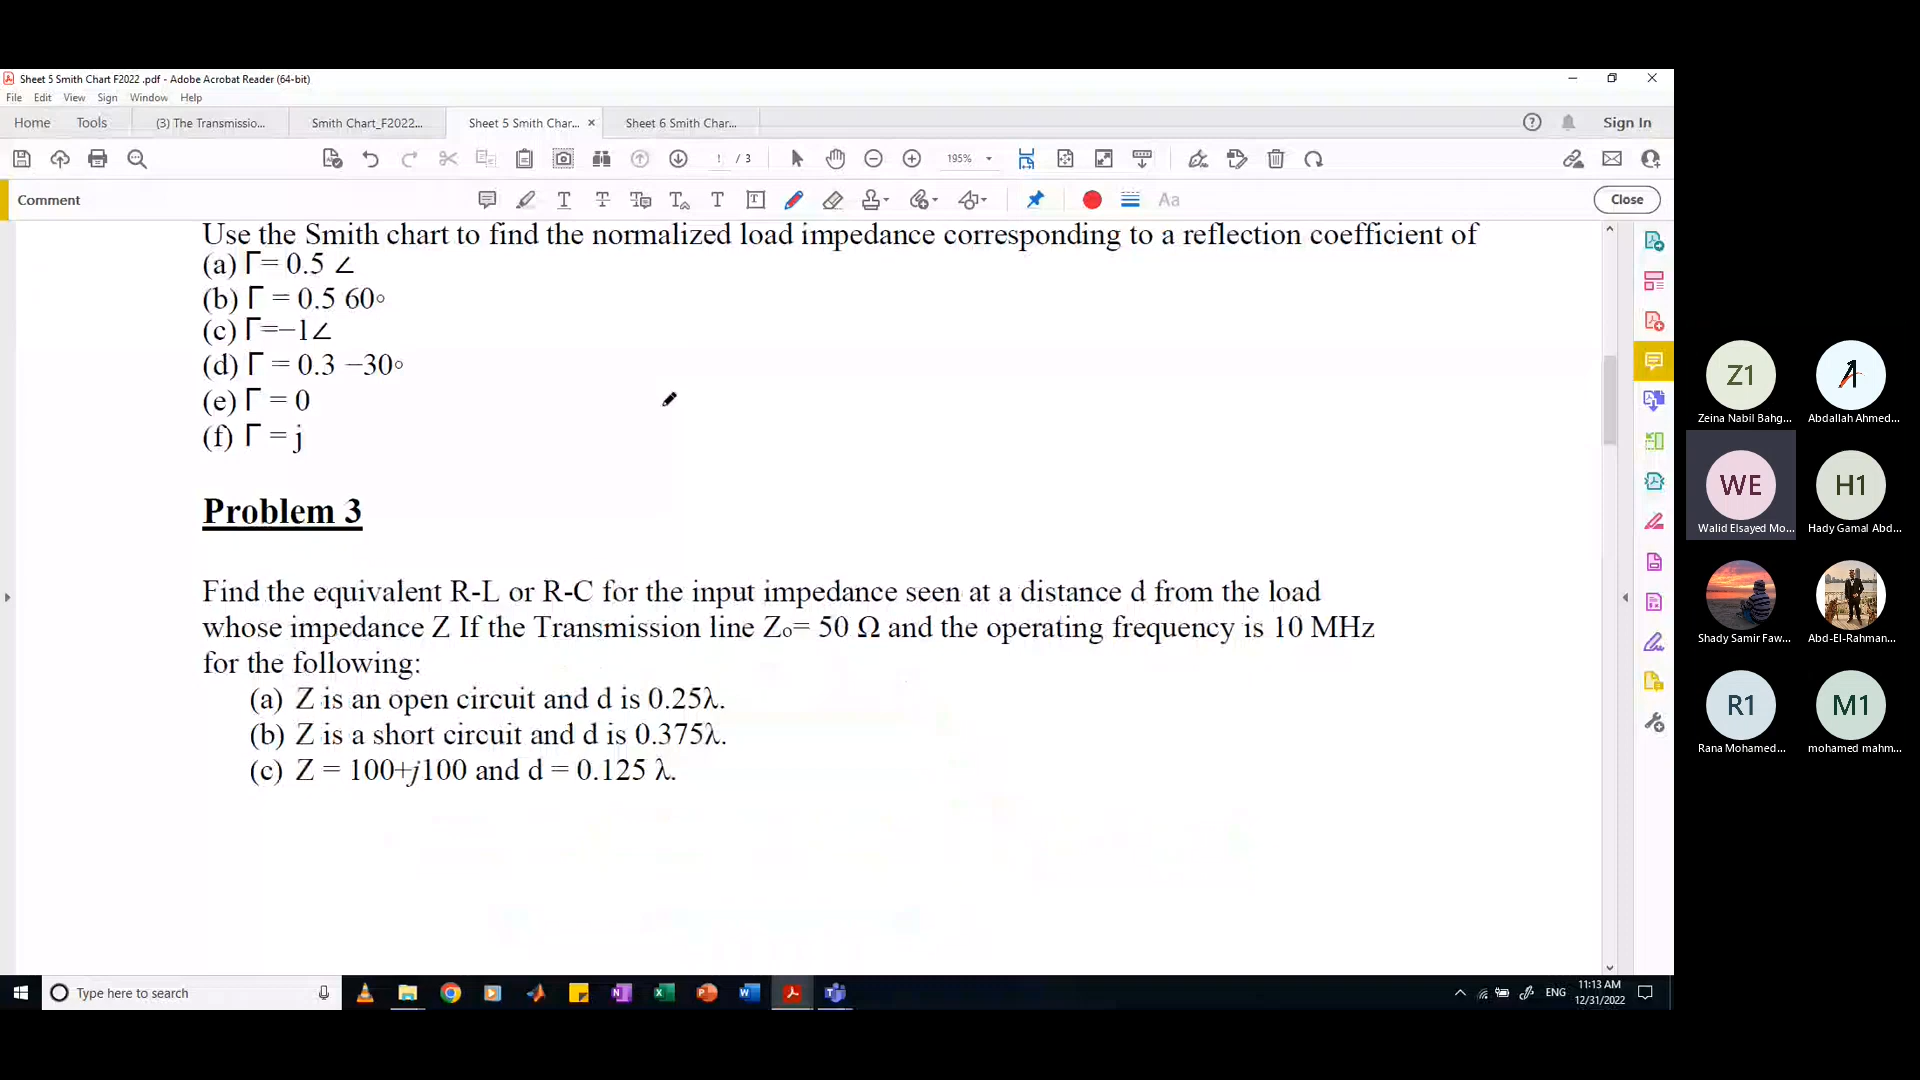 Sheet 5 Smith Chart F2022 .pdf - Adobe Acrobat Reader (64-bit)
File Edit View Sign Window Help
Home Tools (3) The Transmissio... Smith Chart_F2022... Sheet 5 Smith Char... × Sheet 6 Smith Char... Sign In
/ 3 195%
Comment Aa Close
Use the Smith chart to find the normalized load impedance corresponding to a reflection coefficient of
(a) Γ= 0.5 ∠
(b) Γ = 0.5 60◦
(c) Γ=−1∠
(d) Γ = 0.3 −30◦
(e) Γ = 0
(f) Γ = j
Problem 3
Find the equivalent R-L or R-C for the input impedance seen at a distance d from the load
whose impedance Z If the Transmission line Zo= 50 Ω and the operating frequency is 10 MHz
for the following:
(a) Z is an open circuit and d is 0.25λ.
(b) Z is a short circuit and d is 0.375λ.
(c) Z = 100+j100 and d = 0.125 λ.
Z1
Zeina Nabil Bahg...
Abdallah Ahmed...
WE
Walid Elsayed Mo...
H1
Hady Gamal Abd...
Shady Samir Faw...
Abd-El-Rahman...
R1
Rana Mohamed...
M1
mohamed mahm...
Type here to search
ENG
11:13 AM
12/31/2022